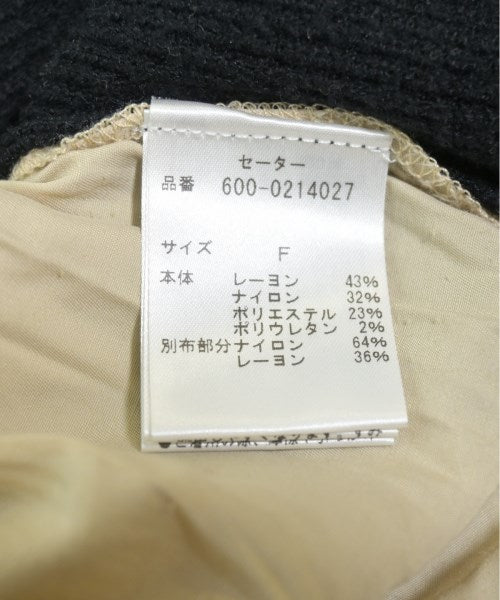 セーター
品番 600-0214027
サイズ F
本体 レーヨン 43%
ナイロン 32%
ポリエステル 23%
ポリウレタン 2%
別布部分 ナイロン 64%
レーヨン 36%